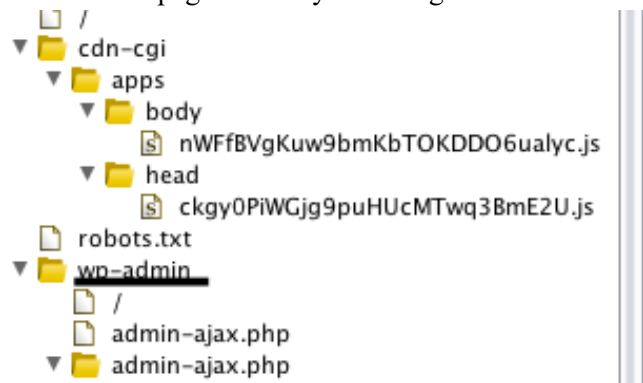 /
cdn-cgi
apps
body
nWFfBVgKuw9bmKbTOKDDO6ualyc.js
head
ckgy0PiWGjg9puHUcMTwq3BmE2U.js
robots.txt
wp-admin
/
admin-ajax.php
admin-ajax.php